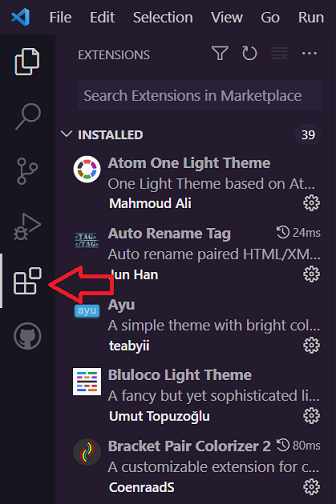 File Edit Selection View Go Run
EXTENSIONS
Search Extensions in Marketplace
INSTALLED 39
Atom One Light Theme
One Light Theme based on At...
Mahmoud Ali
<TAG> Auto Rename Tag 24ms
</TAG> Auto rename paired HTML/XM...
Jun Han
Ayu
ayu A simple theme with bright col...
teabyii
Bluloco Light Theme
A fancy but yet sophisticated li...
Umut Topuzoğlu
Bracket Pair Colorizer 2 80ms
A customizable extension for c...
CoenraadS